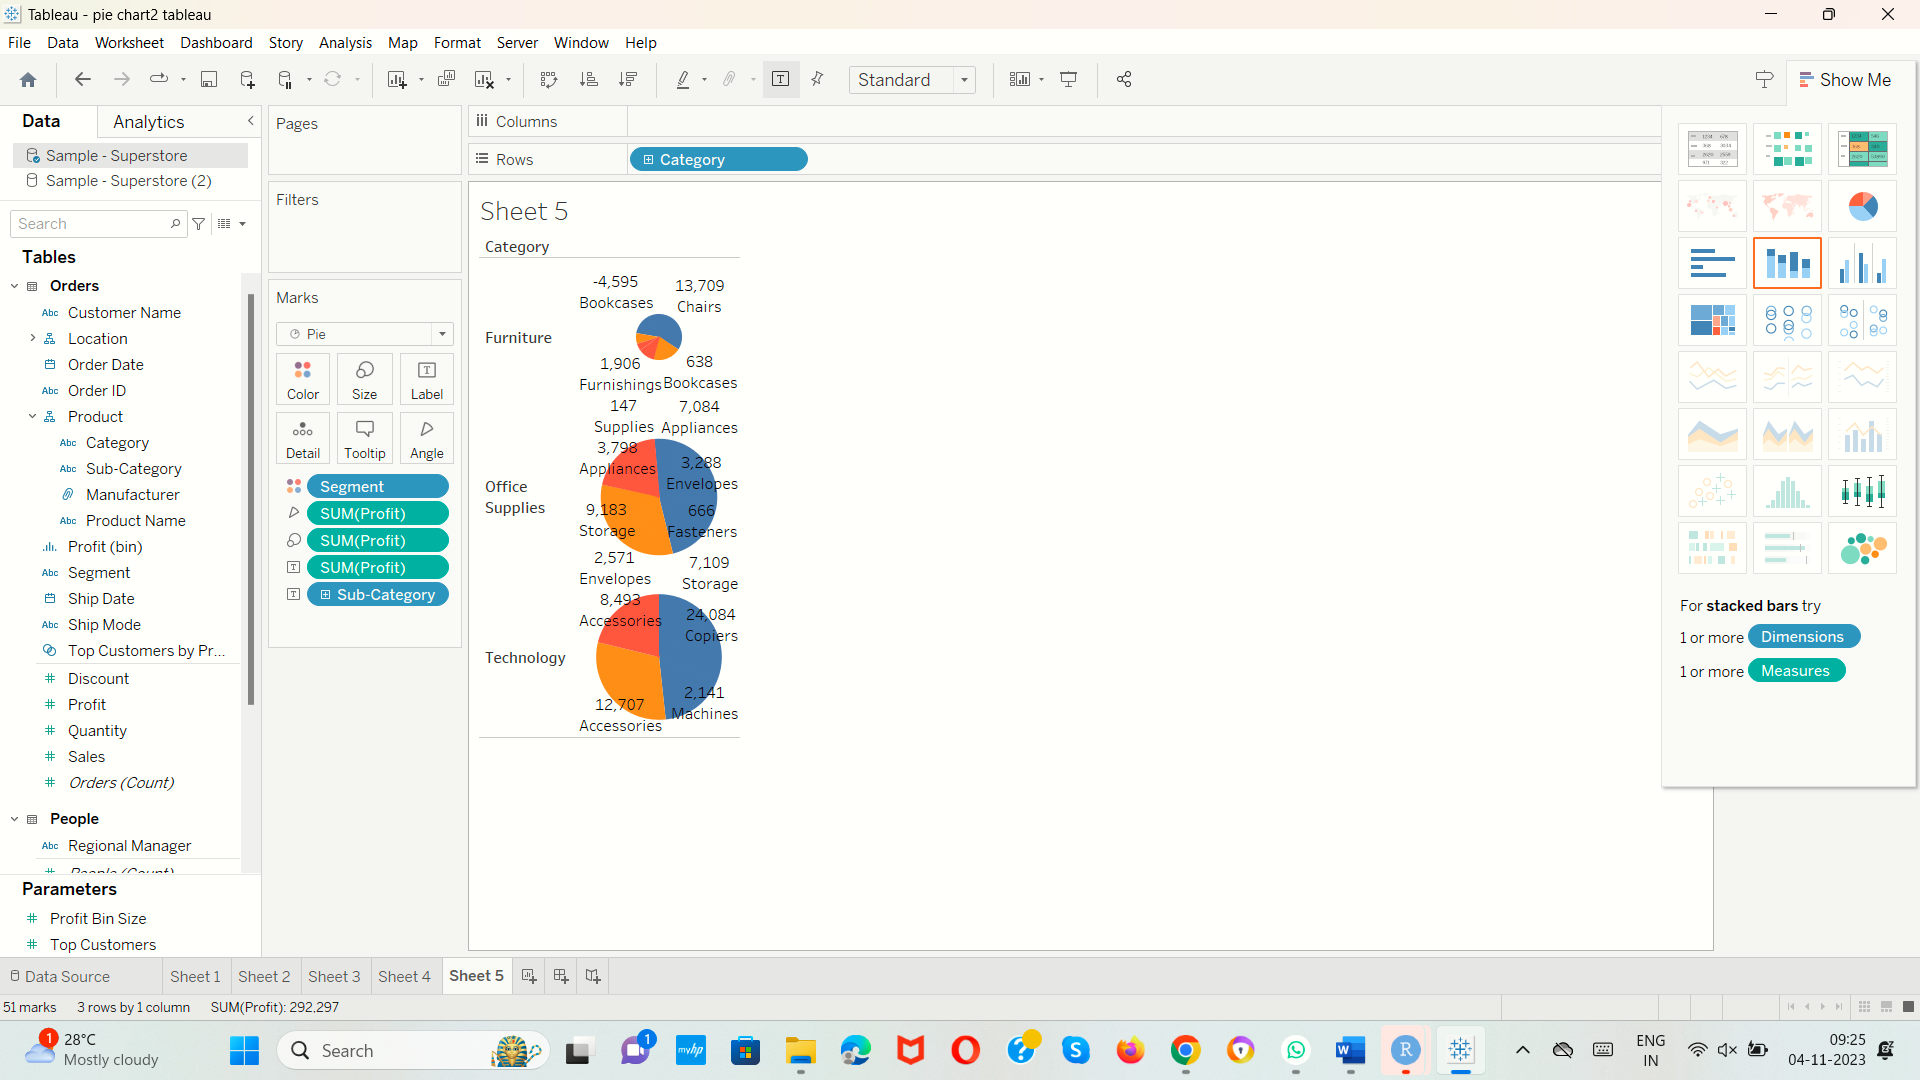 Tableau - pie chart2 tableau
File Data Worksheet Dashboard Story Analysis Map Format Server Window Help
Standard
Show Me
Data Analytics
Sample - Superstore
Sample - Superstore (2)
Search
Tables
Orders
Abc Customer Name
Location
Order Date
Abc Order ID
Product
Abc Category
Abc Sub-Category
Manufacturer
Abc Product Name
Profit (bin)
Abc Segment
Ship Date
Abc Ship Mode
Top Customers by Pr...
# Discount
# Profit
# Quantity
# Sales
# Orders (Count)
People
Abc Regional Manager
# People (Count)
Parameters
# Profit Bin Size
# Top Customers
Pages
Filters
Marks
Pie
Color Size Label
Detail Tooltip Angle
Segment
SUM(Profit)
SUM(Profit)
SUM(Profit)
Sub-Category
Columns
Rows Category
Sheet 5
Category
Furniture
-4,595
Bookcases
13,709
Chairs
1,906
Furnishings
638
Bookcases
Office
Supplies
147
Supplies
7,084
Appliances
3,798
Appliances
3,288
Envelopes
9,183
Storage
666
Fasteners
2,571
Envelopes
7,109
Storage
Technology
8,493
Accessories
24,084
Copiers
12,707
Accessories
2,141
Machines
For stacked bars try
1 or more Dimensions
1 or more Measures
Data Source Sheet 1 Sheet 2 Sheet 3 Sheet 4 Sheet 5
51 marks 3 rows by 1 column SUM(Profit): 292,297
1
28°C
Mostly cloudy
Search
1
myhp
ENG
IN
09:25
04-11-2023